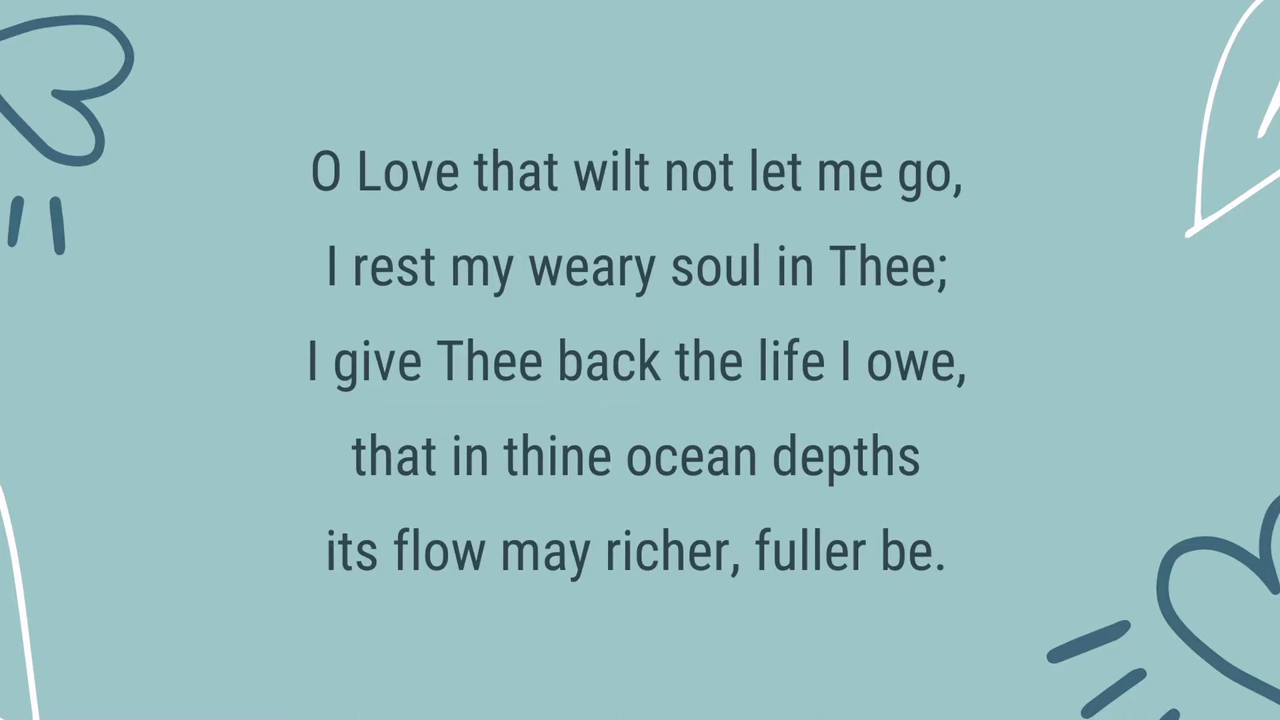 O Love that wilt not let me go,
I rest my weary soul in Thee;
I give Thee back the life I owe,
that in thine ocean depths
its flow may richer, fuller be.